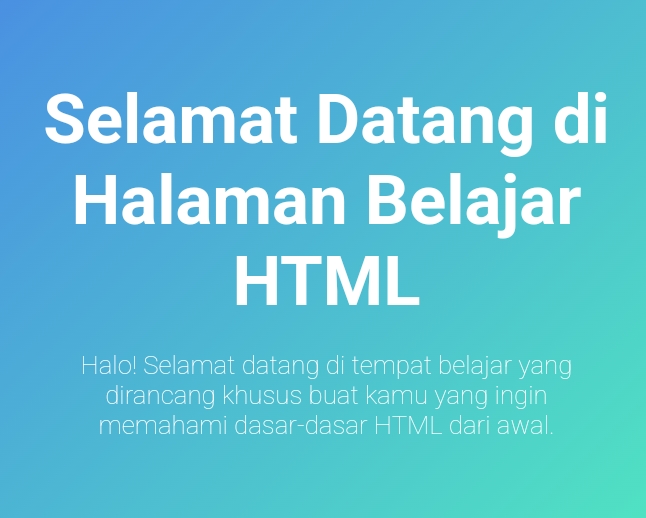 Selamat Datang di
Halaman Belajar
HTML
Halo! Selamat datang di tempat belajar yang
dirancang khusus buat kamu yang ingin
memahami dasar-dasar HTML dari awal.